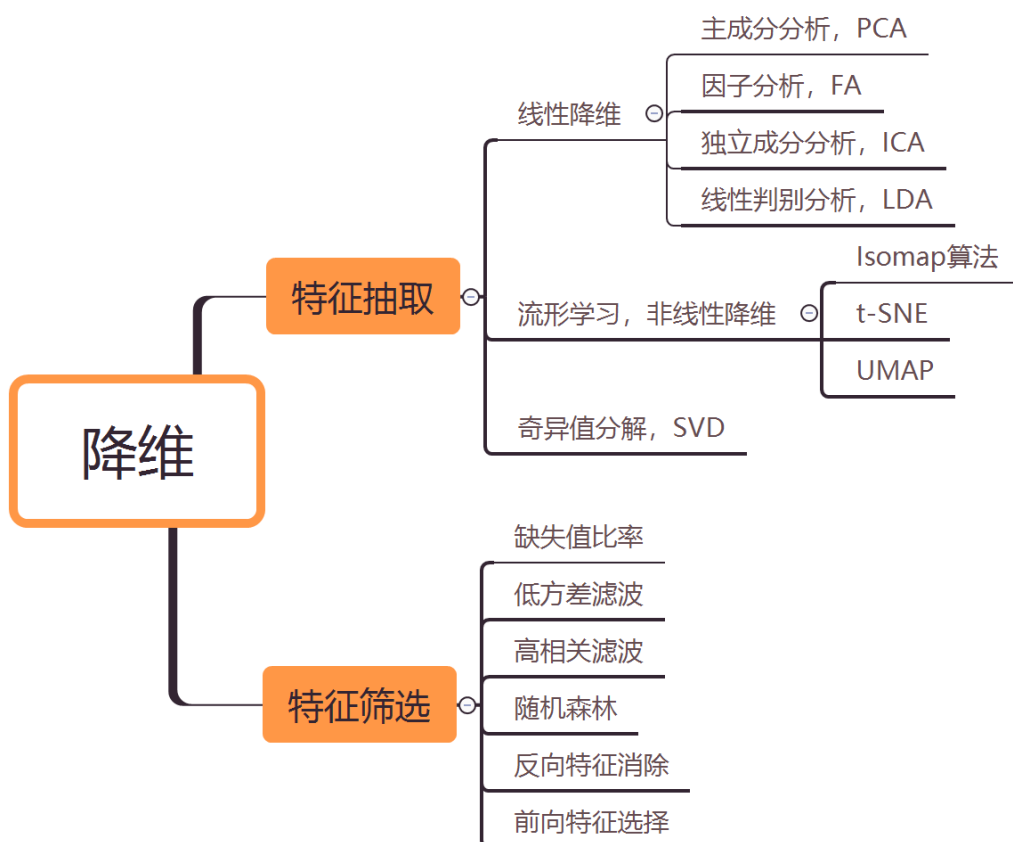 降维
特征抽取
线性降维
主成分分析，PCA
因子分析，FA
独立成分分析，ICA
线性判别分析，LDA
流形学习，非线性降维
Isomap算法
t-SNE
UMAP
奇异值分解，SVD
特征筛选
缺失值比率
低方差滤波
高相关滤波
随机森林
反向特征消除
前向特征选择